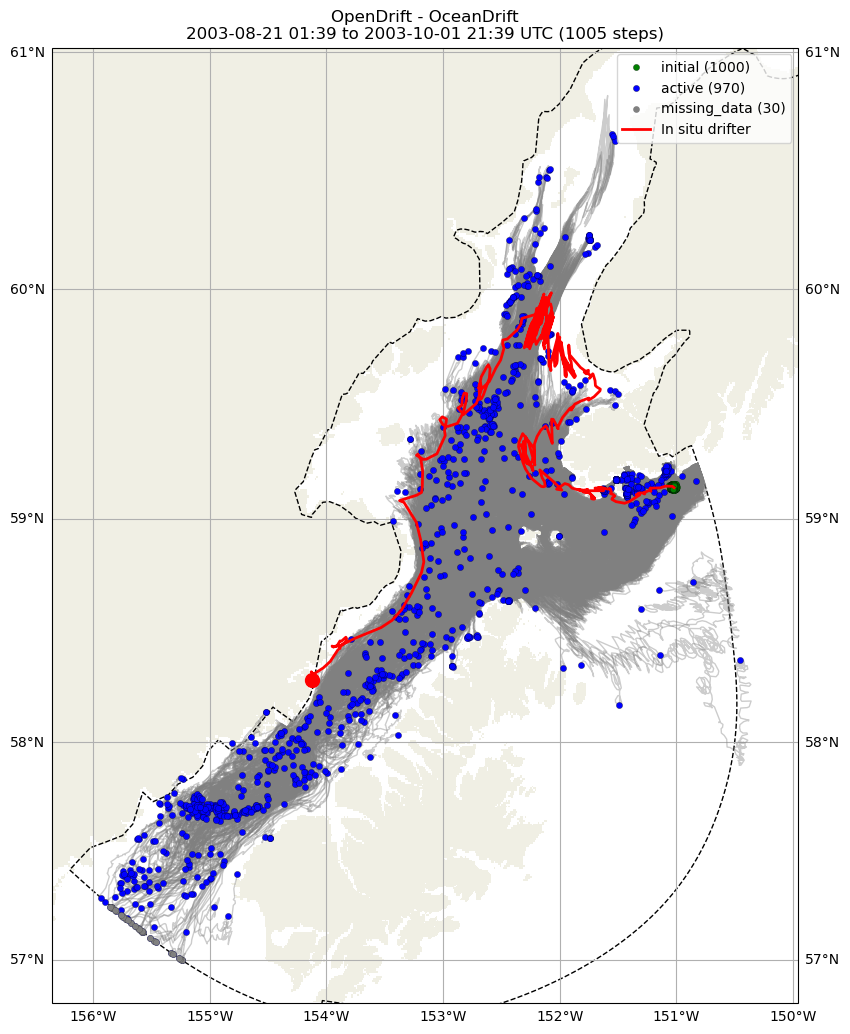 OpenDrift - OceanDrift
2003-08-21 01:39 to 2003-10-01 21:39 UTC (1005 steps)
61°N
61°N
initial (1000)
active (970)
missing_data (30)
In situ drifter
60°N
60°N
59°N
59°N
58°N
58°N
57°N
57°N
156°W
155°W
154°W
153°W
152°W
151°W
150°W